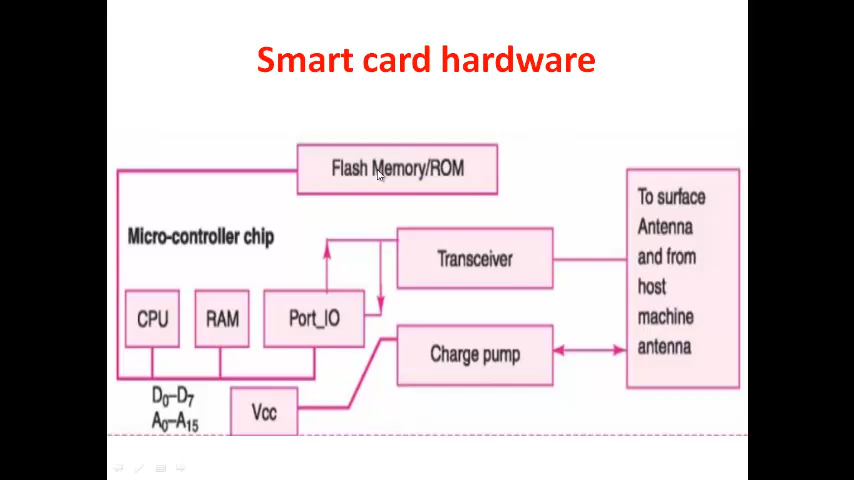 Smart card hardware
Flash Memory/ROM
Micro-controller chip
CPU
RAM
Port_IO
Transceiver
Charge pump
Vcc
D0–D7
A0–A15
To surface
Antenna
and from
host
machine
antenna